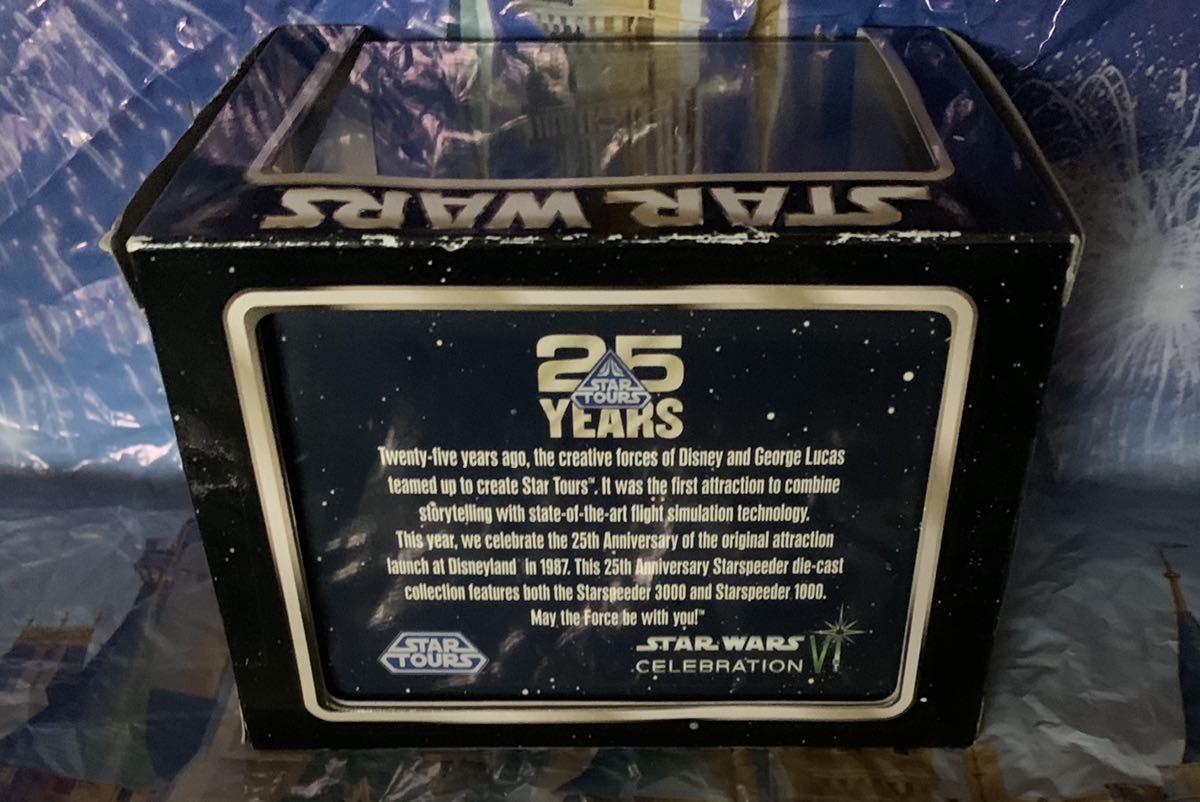 STAR WARS
25
STAR
TOURS
YEARS
Twenty-five years ago, the creative forces of Disney and George Lucas
teamed up to create Star Tours™. It was the first attraction to combine
storytelling with state-of-the-art flight simulation technology.
This year, we celebrate the 25th Anniversary of the original attraction
launch at Disneyland in 1987. This 25th Anniversary Starspeeder die-cast
collection features both the Starspeeder 3000 and Starspeeder 1000.
May the Force be with you!™
STAR
TOURS
STAR WARS
CELEBRATION VI